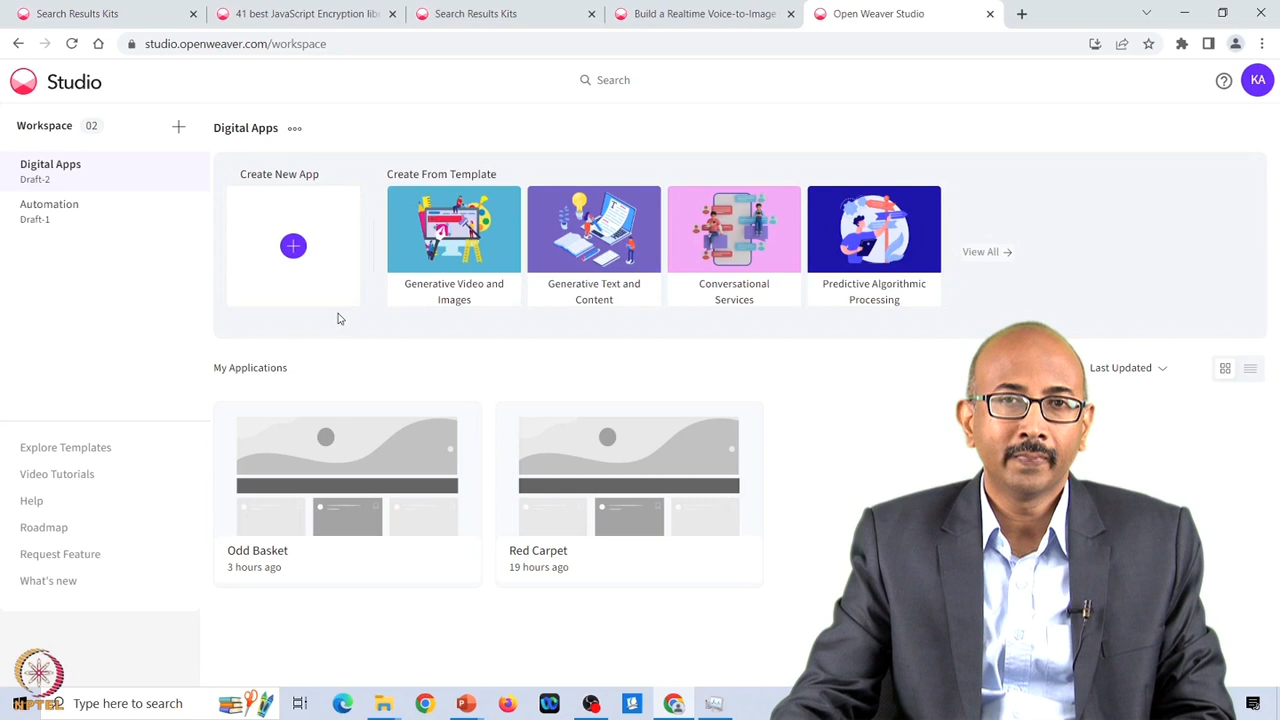 Search Results Kits
41 best JavaScript Encryption libr
Search Results Kits
Build a Realtime Voice-to-Image
Open Weaver Studio
studio.openweaver.com/workspace
Studio
Search
KA
Workspace 02
Digital Apps
Digital Apps
Draft-2
Automation
Draft-1
Create New App
Create From Template
Generative Video and
Images
Generative Text and
Content
Conversational
Services
Predictive Algorithmic
Processing
View All
My Applications
Last Updated
Explore Templates
Video Tutorials
Help
Roadmap
Request Feature
What's new
Odd Basket
3 hours ago
Red Carpet
19 hours ago
NPTEL
Type here to search